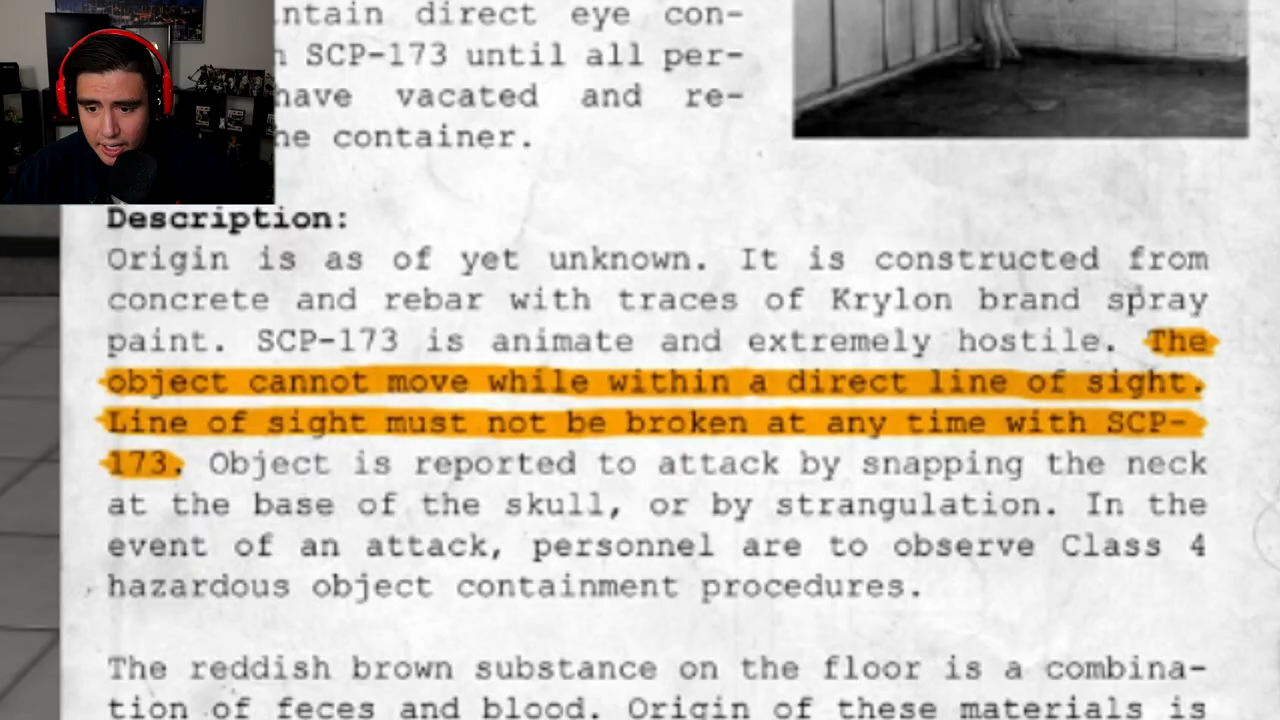 ntain direct eye con-
SCP-173 until all per-
have vacated and re-
he container.
Description:
Origin is as of yet unknown. It is constructed from
concrete and rebar with traces of Krylon brand spray
paint. SCP-173 is animate and extremely hostile. The
object cannot move while within a direct line of sight.
Line of sight must not be broken at any time with SCP-
173. Object is reported to attack by snapping the neck
at the base of the skull, or by strangulation. In the
event of an attack, personnel are to observe Class 4
hazardous object containment procedures.
The reddish brown substance on the floor is a combina-
tion of feces and blood. Origin of these materials is